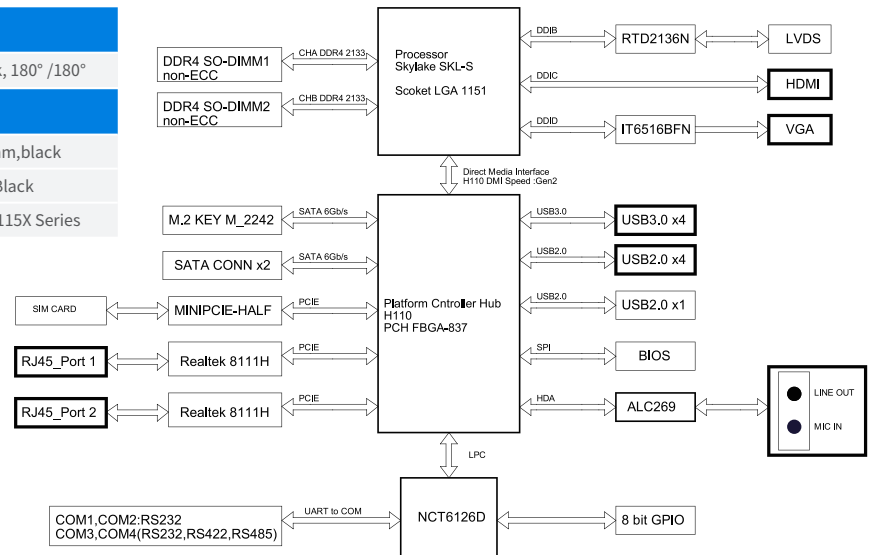 , 180° /180°
m,black
Black
115X Series
DDR4 SO-DIMM1
non-ECC
CHA DDR4 2133
DDR4 SO-DIMM2
non-ECC
CHB DDR4 2133
Processor
Skylake SKL-S
Scoket LGA 1151
DDIB
RTD2136N
LVDS
DDIC
HDMI
DDID
IT6516BFN
VGA
Direct Media Interface
H110 DMI Speed :Gen2
M.2 KEY M_2242
SATA 6Gb/s
SATA CONN x2
SATA 6Gb/s
SIM CARD
MINIPCIE-HALF
PCIE
RJ45_Port 1
Realtek 8111H
PCIE
RJ45_Port 2
Realtek 8111H
PCIE
Platform Cntroller Hub
H110
PCH FBGA-837
USB3.0
USB3.0 x4
USB2.0
USB2.0 x4
USB2.0
USB2.0 x1
SPI
BIOS
HDA
ALC269
LINE OUT
MIC IN
LPC
COM1,COM2:RS232
COM3,COM4(RS232,RS422,RS485)
UART to COM
NCT6126D
8 bit GPIO